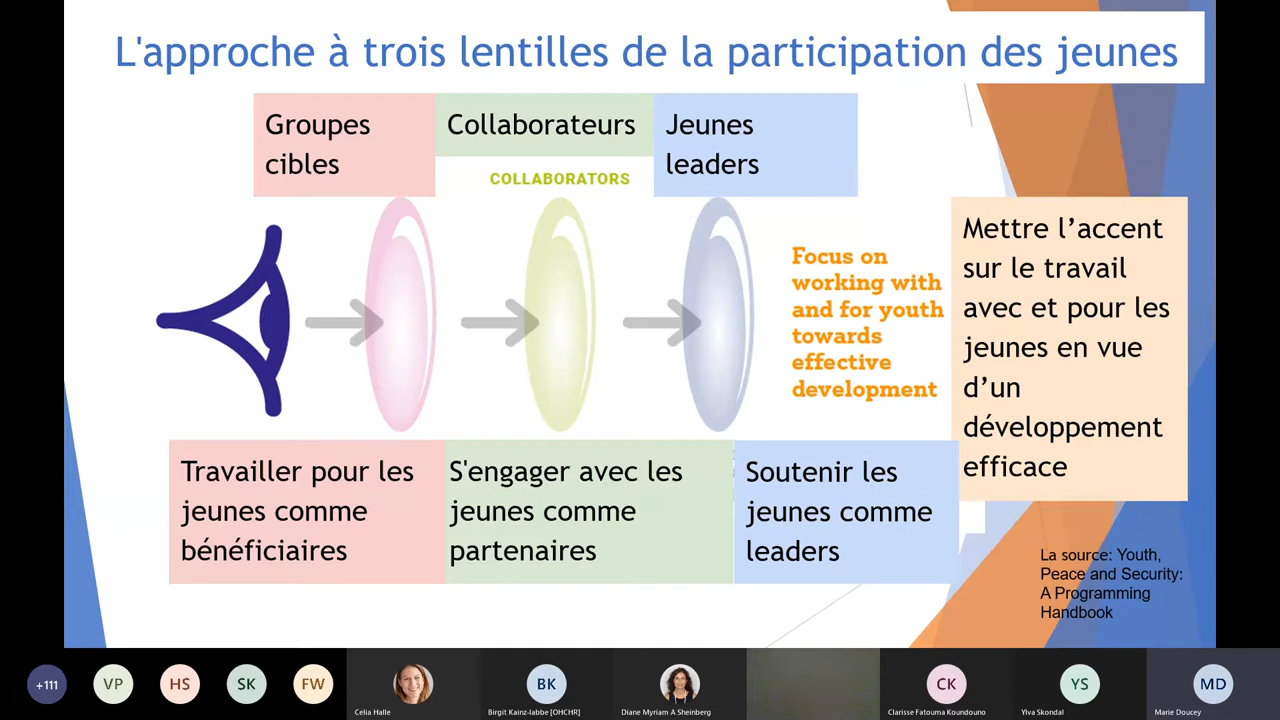 L'approche à trois lentilles de la participation des jeunes
Groupes
cibles
Collaborateurs
Jeunes
leaders
COLLABORATORS
Focus on
working with
and for youth
towards
effective
development
Mettre l’accent
sur le travail
avec et pour les
jeunes en vue
d’un
développement
efficace
Travailler pour les
jeunes comme
bénéficiaires
S'engager avec les
jeunes comme
partenaires
Soutenir les
jeunes comme
leaders
La source: Youth,
Peace and Security:
A Programming
Handbook
+111
VP
HS
SK
FW
Celia Halle
BK
Birgit Kainz-labbe [OHCHR]
Diane Myriam A Sheinberg
CK
Clarisse Fatouma Koundouno
YS
Ylva Skondal
MD
Marie Doucey